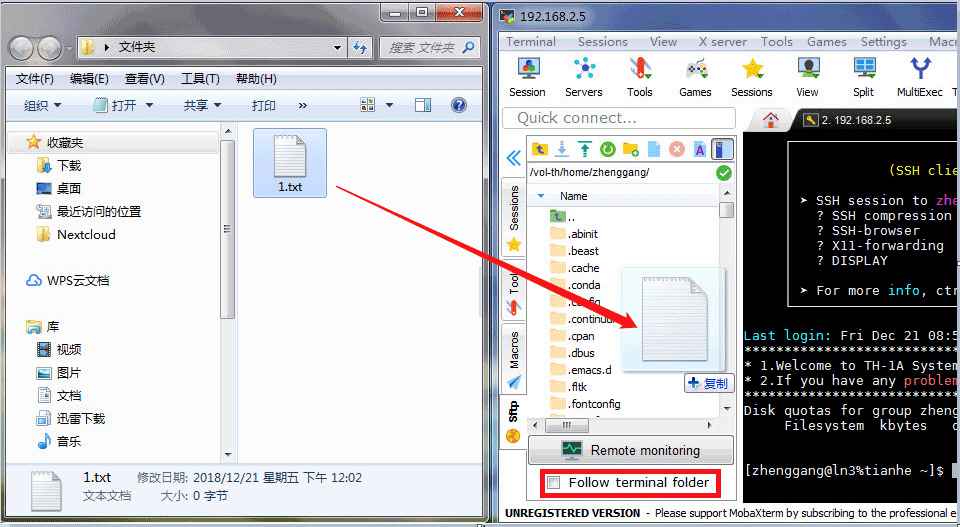 文件夹
搜索 文件夹
文件(F) 编辑(E) 查看(V) 工具(T) 帮助(H)
组织 打开 共享 打印 »
收藏夹
下载
桌面
最近访问的位置
Nextcloud
WPS云文档
库
视频
图片
文档
迅雷下载
音乐
1.txt
1.txt 修改日期: 2018/12/21 星期五 下午 12:02
文本文档 大小: 0 字节
192.168.2.5
Terminal Sessions View X server Tools Games Settings Mac
Session Servers Tools Games Sessions View Split MultiExec
Quick connect...
2. 192.168.2.5
/vol-th/home/zhenggang/
Sessions
Tool
Macros
Sftp
Name
..
.abinit
.beast
.cache
.conda
.config
.continuu
.cpan
.dbus
.emacs.d
.fltk
.fontconfig
复制
Remote monitoring
Follow terminal folder
(SSH clie
➤ SSH session to zhe
? SSH compression
? SSH-browser
? X11-forwarding
? DISPLAY
➤ For more info, ctr
Last login: Fri Dec 21 08:5
* 1.Welcome to TH-1A System
* 2.If you have any problem
Disk quotas for group zheng
Filesystem kbytes
[zhenggang@ln3%tianhe ~]$
UNREGISTERED VERSION - Please support MobaXterm by subscribing to the professional e